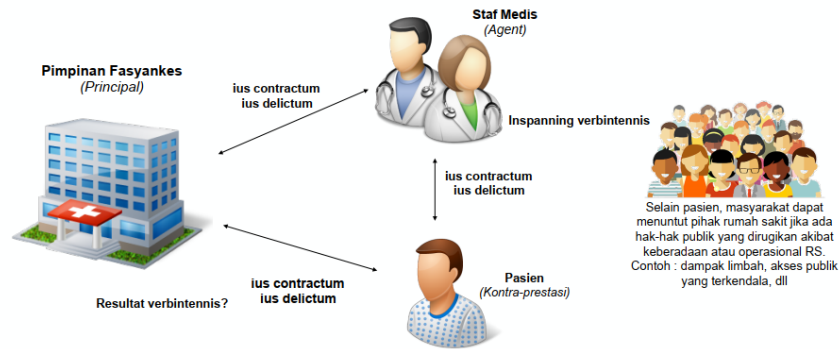 Staf Medis
(Agent)
Pimpinan Fasyankes
(Principal)
ius contractum
ius delictum
Inspanning verbintennis
ius contractum
ius delictum
Selain pasien, masyarakat dapat
menuntut pihak rumah sakit jika ada
hak-hak publik yang dirugikan akibat
keberadaan atau operasional RS.
Contoh : dampak limbah, akses publik
yang terkendala, dll
ius contractum
ius delictum
Pasien
(Kontra-prestasi)
Resultat verbintennis?